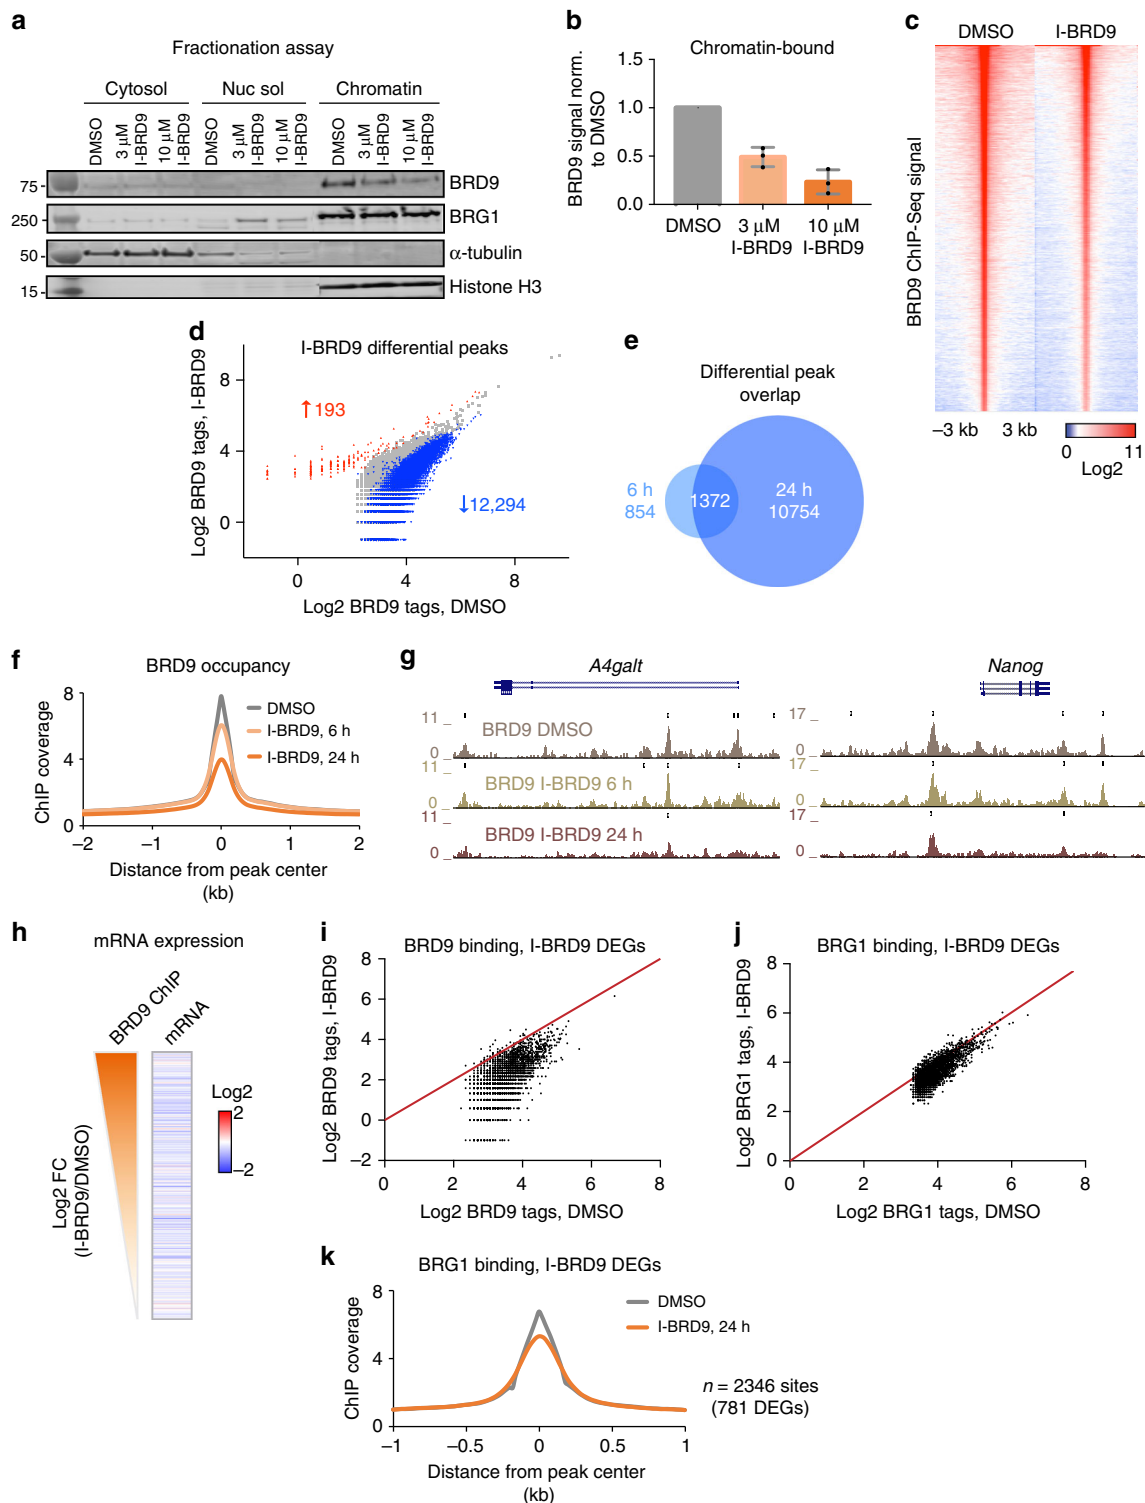 a
Fractionation assay
Cytosol
Nuc sol
Chromatin
DMSO
3 μM
I-BRD9
10 μM
I-BRD9
DMSO
3 μM
I-BRD9
10 μM
I-BRD9
DMSO
3 μM
I-BRD9
10 μM
I-BRD9
75
BRD9
250
BRG1
50
α-tubulin
15
Histone H3
b
Chromatin-bound
BRD9 signal norm.
to DMSO
1.5
1.0
0.5
0.0
DMSO
3 μM
I-BRD9
10 μM
I-BRD9
c
DMSO
I-BRD9
BRD9 ChIP-Seq signal
−3 kb
3 kb
0
11
Log2
d
I-BRD9 differential peaks
Log2 BRD9 tags, I-BRD9
8
4
0
↑193
↓12,294
0
4
8
Log2 BRD9 tags, DMSO
e
Differential peak
overlap
6 h
854
1372
24 h
10754
f
BRD9 occupancy
ChIP coverage
8
4
0
DMSO
I-BRD9, 6 h
I-BRD9, 24 h
−2
−1
0
1
2
Distance from peak center
(kb)
g
A4galt
Nanog
11
BRD9 DMSO
0
17
0
11
BRD9 I-BRD9 6 h
0
17
0
11
BRD9 I-BRD9 24 h
0
17
0
h
mRNA expression
BRD9 ChIP
mRNA
Log2 FC
(I-BRD9/DMSO)
Log2
2
−2
i
BRD9 binding, I-BRD9 DEGs
Log2 BRD9 tags, I-BRD9
8
6
4
2
0
−2
0
2
4
6
8
Log2 BRD9 tags, DMSO
j
BRG1 binding, I-BRD9 DEGs
Log2 BRG1 tags, I-BRD9
8
6
4
2
0
0
2
4
6
8
Log2 BRG1 tags, DMSO
k
BRG1 binding, I-BRD9 DEGs
ChIP coverage
8
4
0
DMSO
I-BRD9, 24 h
n = 2346 sites
(781 DEGs)
−1
−0.5
0
0.5
1
Distance from peak center
(kb)